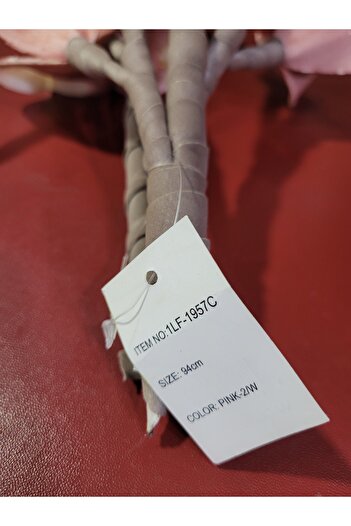 ITEM NO:1LF-1957C
SIZE: 94cm
COLOR: PINK-2/W